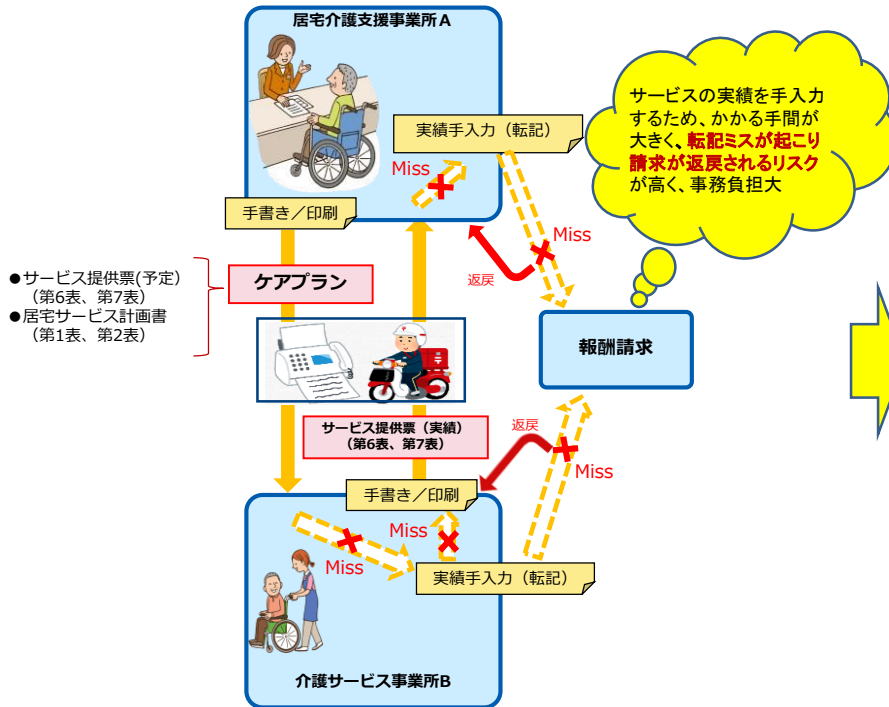 居宅介護支援事業所A
サービスの実績を手入力
するため、かかる手間が
大きく、転記ミスが起こり
請求が返戻されるリスク
が高く、事務負担大
実績手入力（転記）
Miss
手書き／印刷
Miss
返戻
●サービス提供票(予定)
（第6表、第7表）
●居宅サービス計画書
（第1表、第2表）
ケアプラン
報酬請求
サービス提供票（実績）
（第6表、第7表）
返戻
Miss
手書き／印刷
Miss
Miss
実績手入力（転記）
介護サービス事業所B